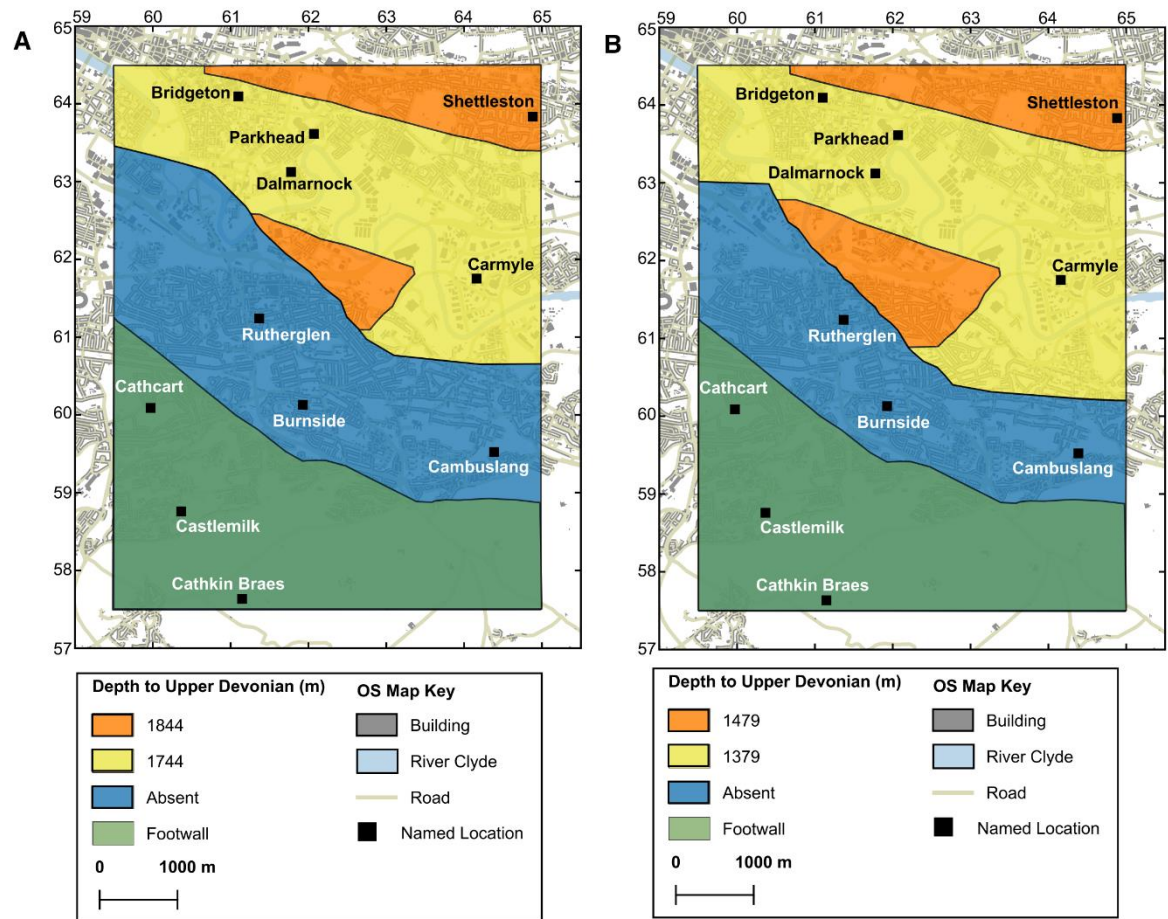 A
59 60 61 62 63 64 65
65
64
63
62
61
60
59
58
57
Bridgeton
Shettleston
Parkhead
Dalmarnock
Carmyle
Rutherglen
Cathcart
Burnside
Cambuslang
Castlemilk
Cathkin Braes
Depth to Upper Devonian (m)
1844
1744
Absent
Footwall
0 1000 m
OS Map Key
Building
River Clyde
Road
Named Location
B
59 60 61 62 63 64 65
65
64
63
62
61
60
59
58
57
Bridgeton
Shettleston
Parkhead
Dalmarnock
Carmyle
Rutherglen
Cathcart
Burnside
Cambuslang
Castlemilk
Cathkin Braes
Depth to Upper Devonian (m)
1479
1379
Absent
Footwall
0 1000 m
OS Map Key
Building
River Clyde
Road
Named Location